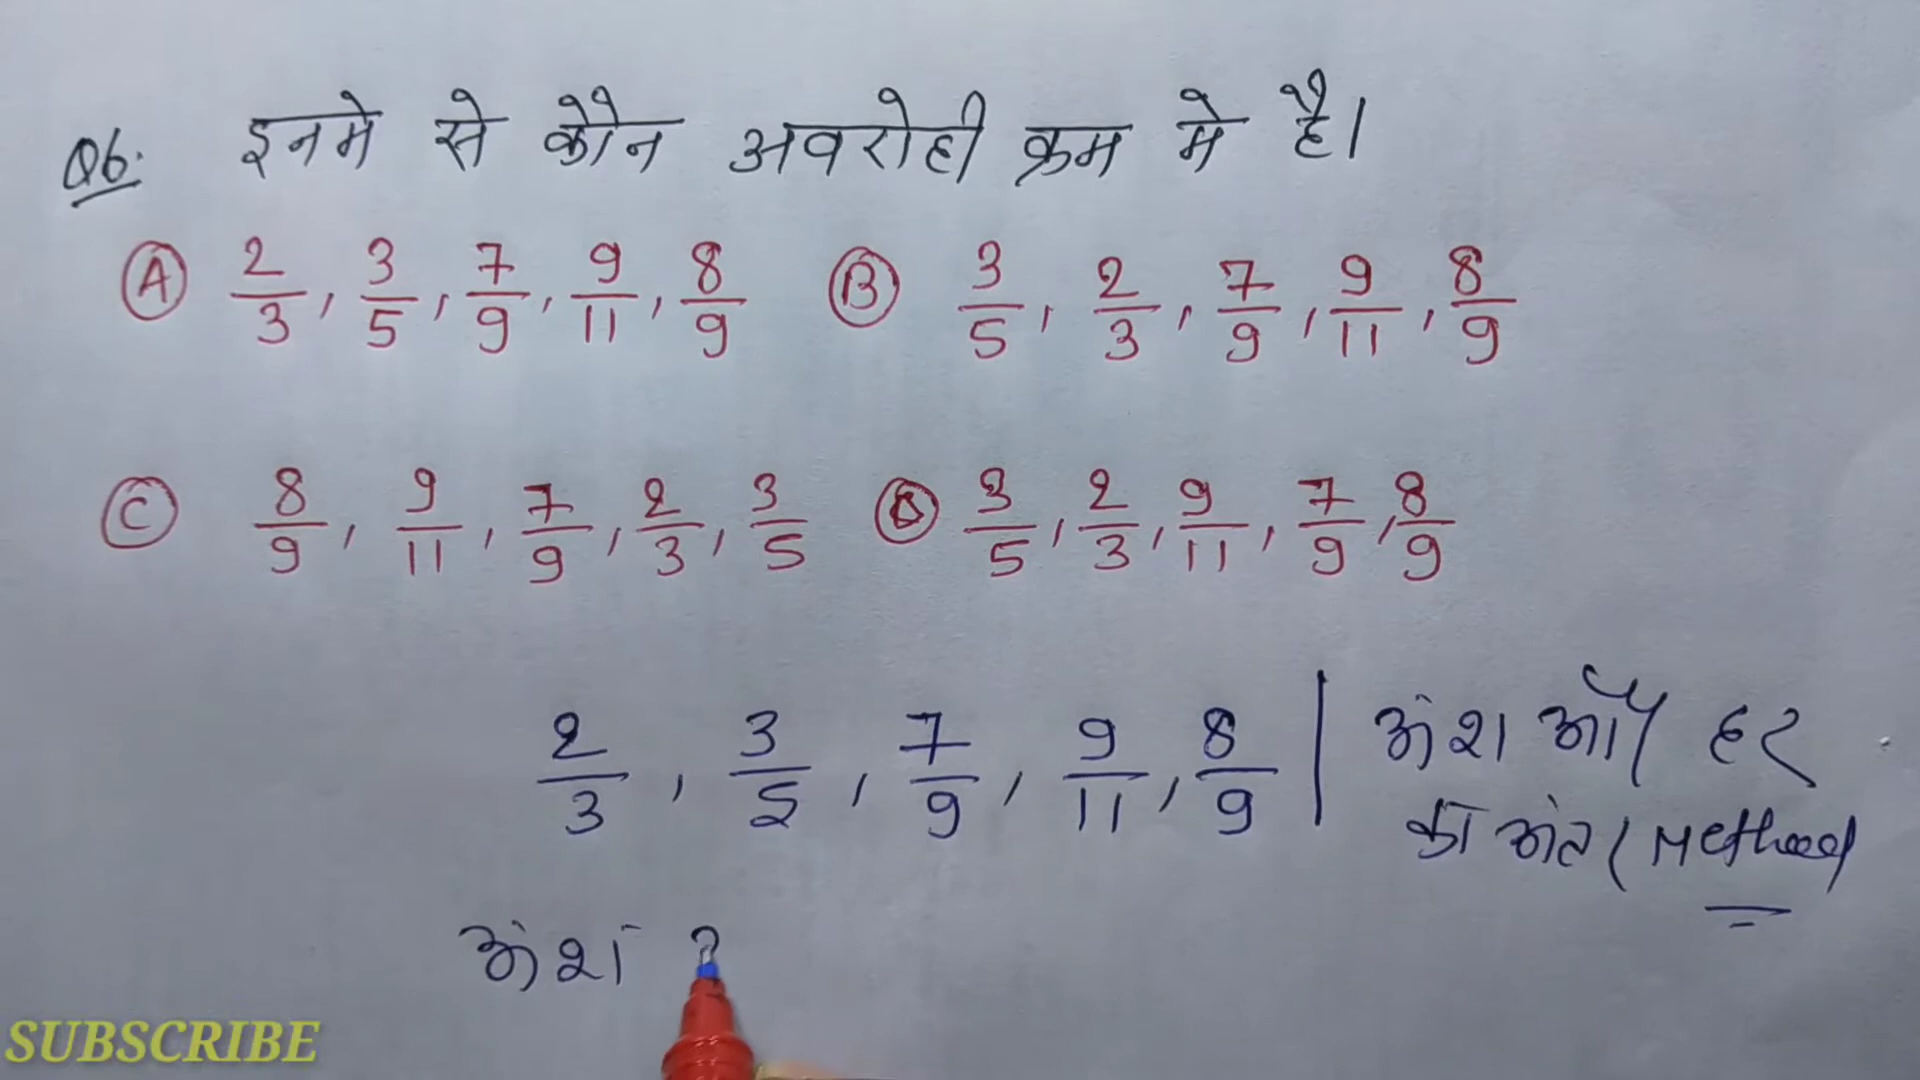 Q6. इनमे से कौन अवरोही क्रम मे है।
(A) 2/3, 3/5, 7/9, 9/11, 8/9 (B) 3/5, 2/3, 7/9, 9/11, 8/9
(C) 8/9, 9/11, 7/9, 2/3, 3/5 (D) 3/5, 2/3, 9/11, 7/9, 8/9
2/3, 3/5, 7/9, 9/11, 8/9 | अंश और हर
का अंतर Method
अंश
SUBSCRIBE